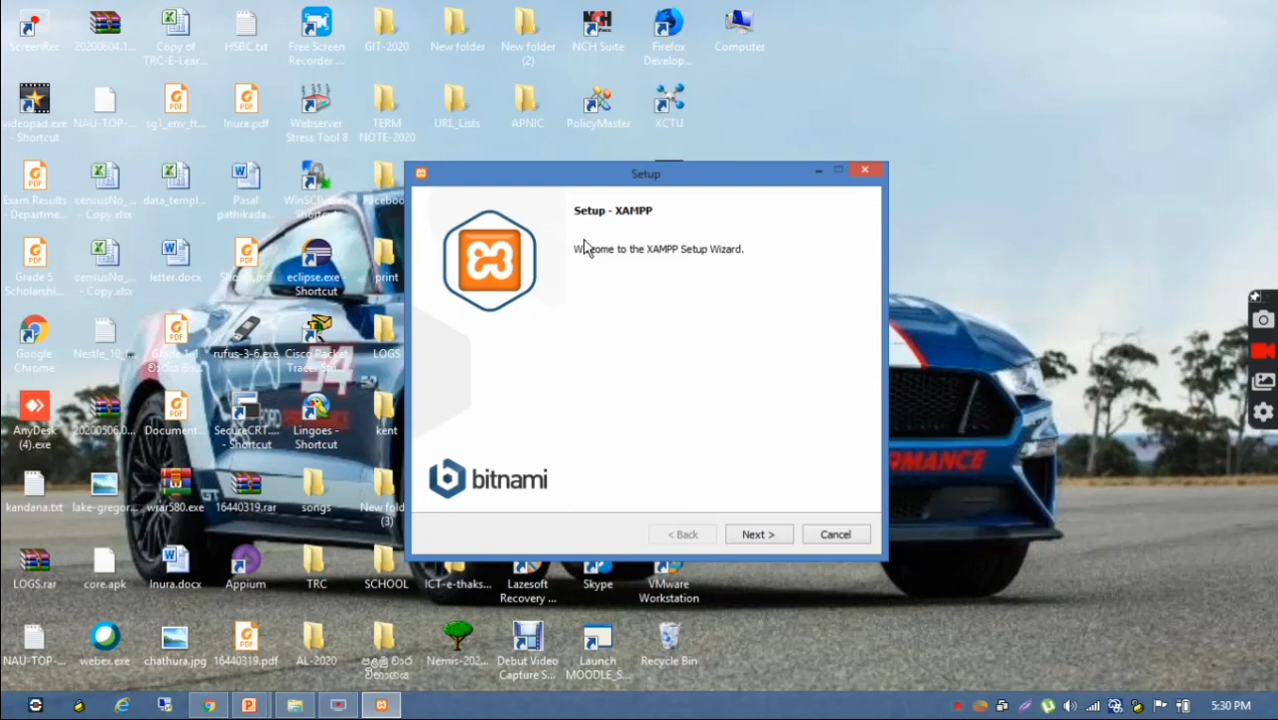 ScreenRec
20200604.1...
Copy of
TRC-E-Lear...
HSBC.txt
Free Screen
Recorder ...
GIT-2020
New folder
New folder
(2)
NCH Suite
Firefox
Develop...
Computer
videopad.exe
- Shortcut
NAU-TOP-...
sg1_env_tt...
Inura.pdf
Webserver
Stress Tool 8
TERM
NOTE-2020
URL_Lists
APNIC
PolicyMaster
XCTU
Exam Results
- Departme...
censusNo_
- Copy.xlsx
data_templ...
Pasal
pathikada...
Setup
Setup - XAMPP
Welcome to the XAMPP Setup Wizard.
Grade 5
Scholarshi...
censusNo_...
- Copy.xlsx
letter.docx
eclipse.exe -
Shortcut
print
Google
Chrome
Nestle_10_r...
rufus-3-6.exe
Cisco Packet
LOGS
AnyDesk
(4).exe
20200506.0...
Document...
SecureCRT....
- Shortcut
Lingoes -
Shortcut
kent
PDF
bitnami
kandana.txt
lake-gregor...
wrar580.exe
16440319.rar
songs
New fold
(3)
< Back
Next >
Cancel
LOGS.rar
core.apk
Inura.docx
Appium
TRC
SCHOOL
ICT-e-thaks...
Lazesoft
Recovery ...
Skype
VMware
Workstation
NAU-TOP-...
webex.exe
chathura.jpg
16440319.pdf
AL-2020
පළමු වාර
විභාගය
Nemis-202...
Debut Video
Capture S...
Launch
MOODLE_S...
Recycle Bin
5:30 PM